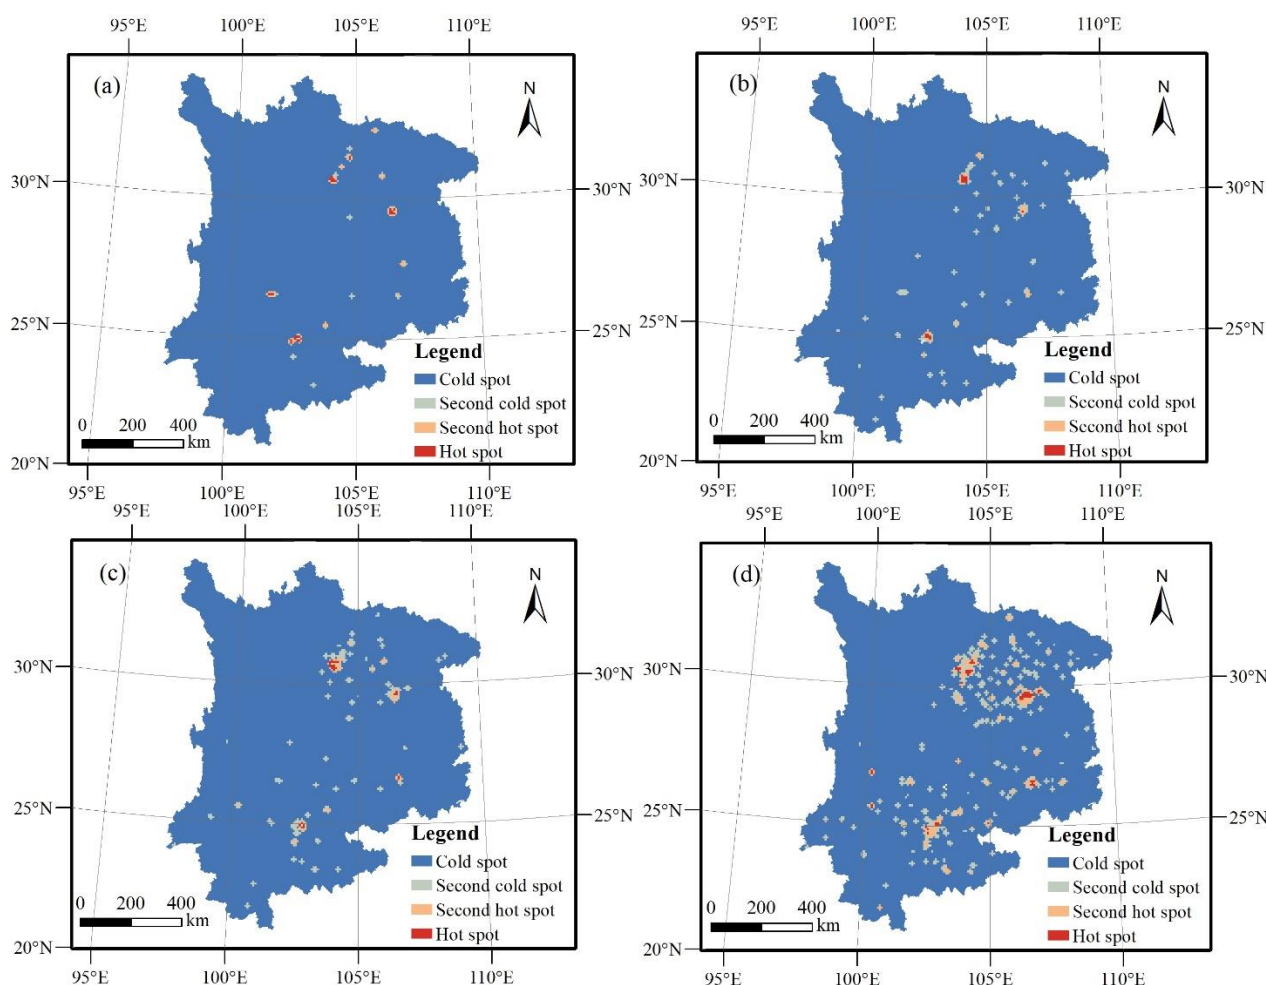 95°E 100°E 105°E 110°E
(a)
N
30°N 30°N
25°N 25°N
Legend
Cold spot
Second cold spot
Second hot spot
Hot spot
0 200 400
km
20°N
95°E 100°E 105°E 110°E
95°E 100°E 105°E 110°E
(b)
N
30°N 30°N
25°N 25°N
Legend
Cold spot
Second cold spot
Second hot spot
Hot spot
0 200 400
km
20°N
95°E 100°E 105°E 110°E
95°E 100°E 105°E 110°E
(c)
N
30°N 30°N
25°N 25°N
Legend
Cold spot
Second cold spot
Second hot spot
Hot spot
0 200 400
km
20°N
95°E 100°E 105°E 110°E
95°E 100°E 105°E 110°E
(d)
N
30°N 30°N
25°N 25°N
Legend
Cold spot
Second cold spot
Second hot spot
Hot spot
0 200 400
km
20°N
95°E 100°E 105°E 110°E